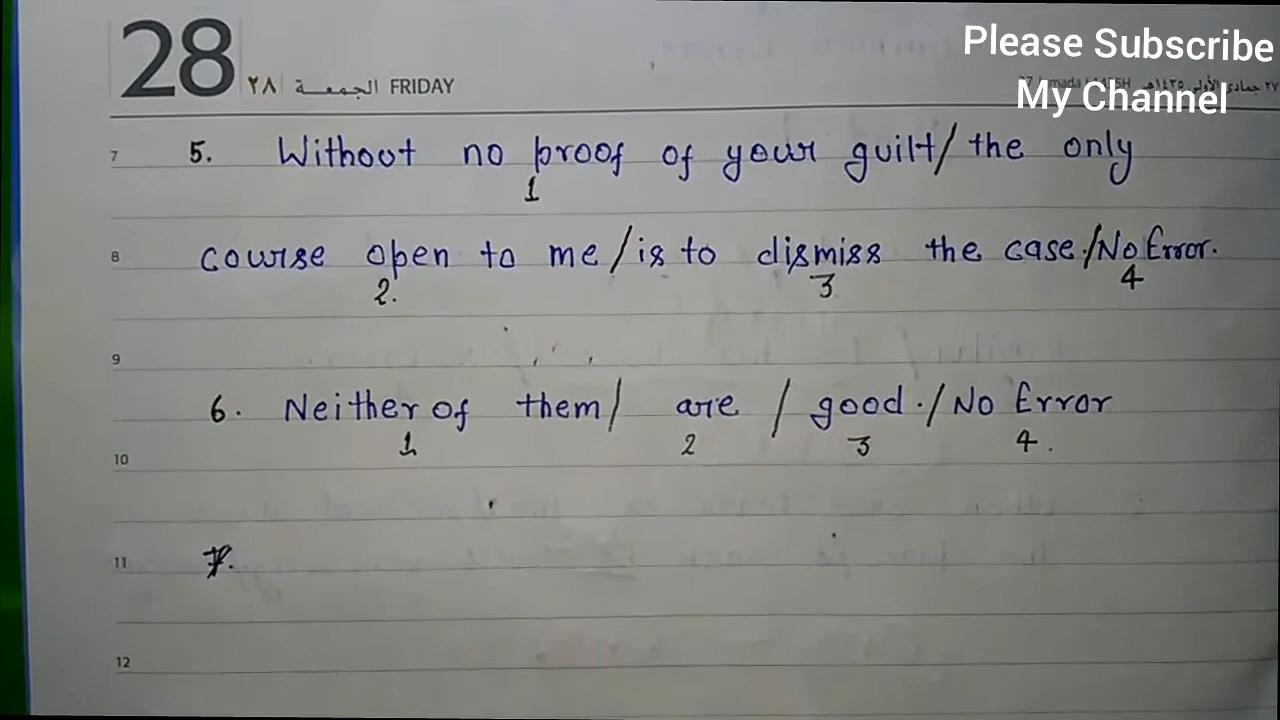 28 ٢٨ الجمعة FRIDAY
Please Subscribe
My Channel
7 5. Without no proof of your guilt/ the only
1
8 course open to me /is to dismiss the case./No Error.
2. 3 4
9
6. Neither of them/ are / good./No Error
1 2 3 4.
10
11 7.
12